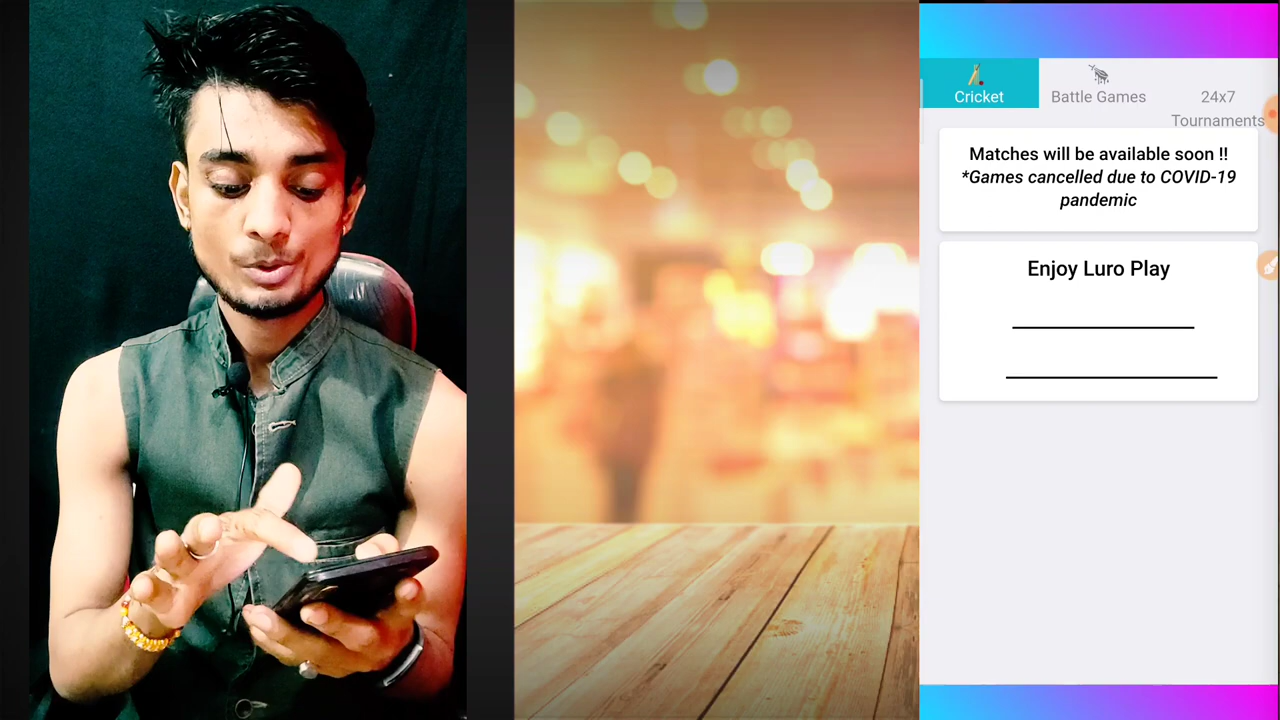 Cricket
Battle Games
24x7
Tournaments
Matches will be available soon !!
*Games cancelled due to COVID-19
pandemic
Enjoy Luro Play